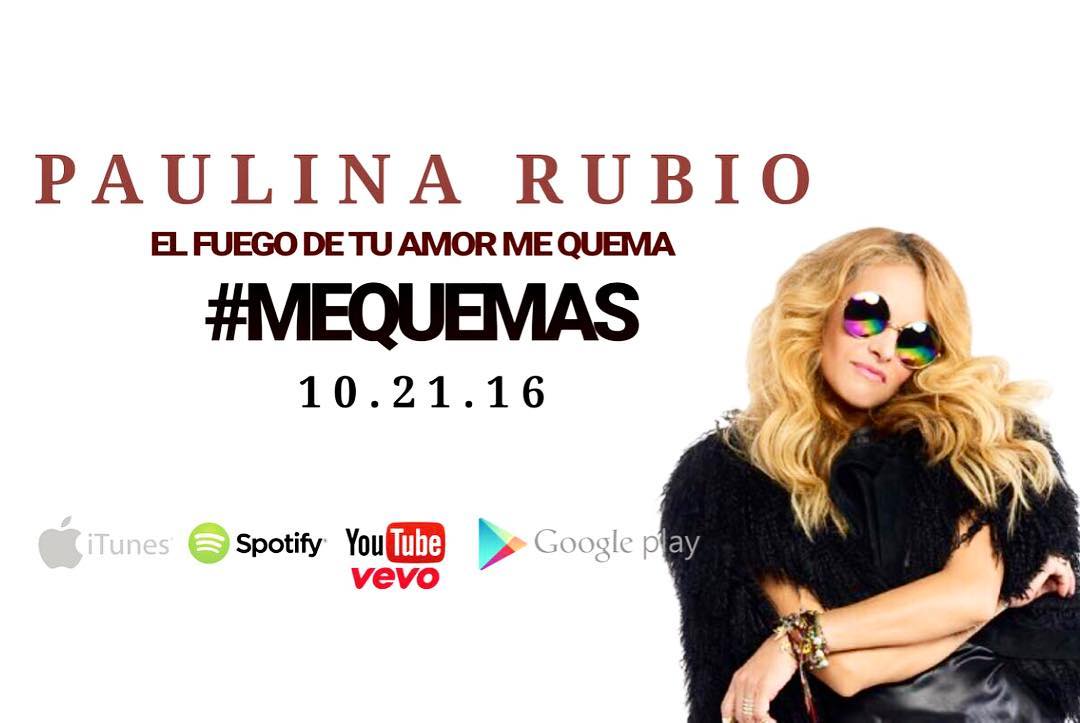 PAULINA RUBIO
EL FUEGO DE TU AMOR ME QUEMA
#MEQUEMAS
10.21.16
iTunes Spotify YouTube Google play
vevo